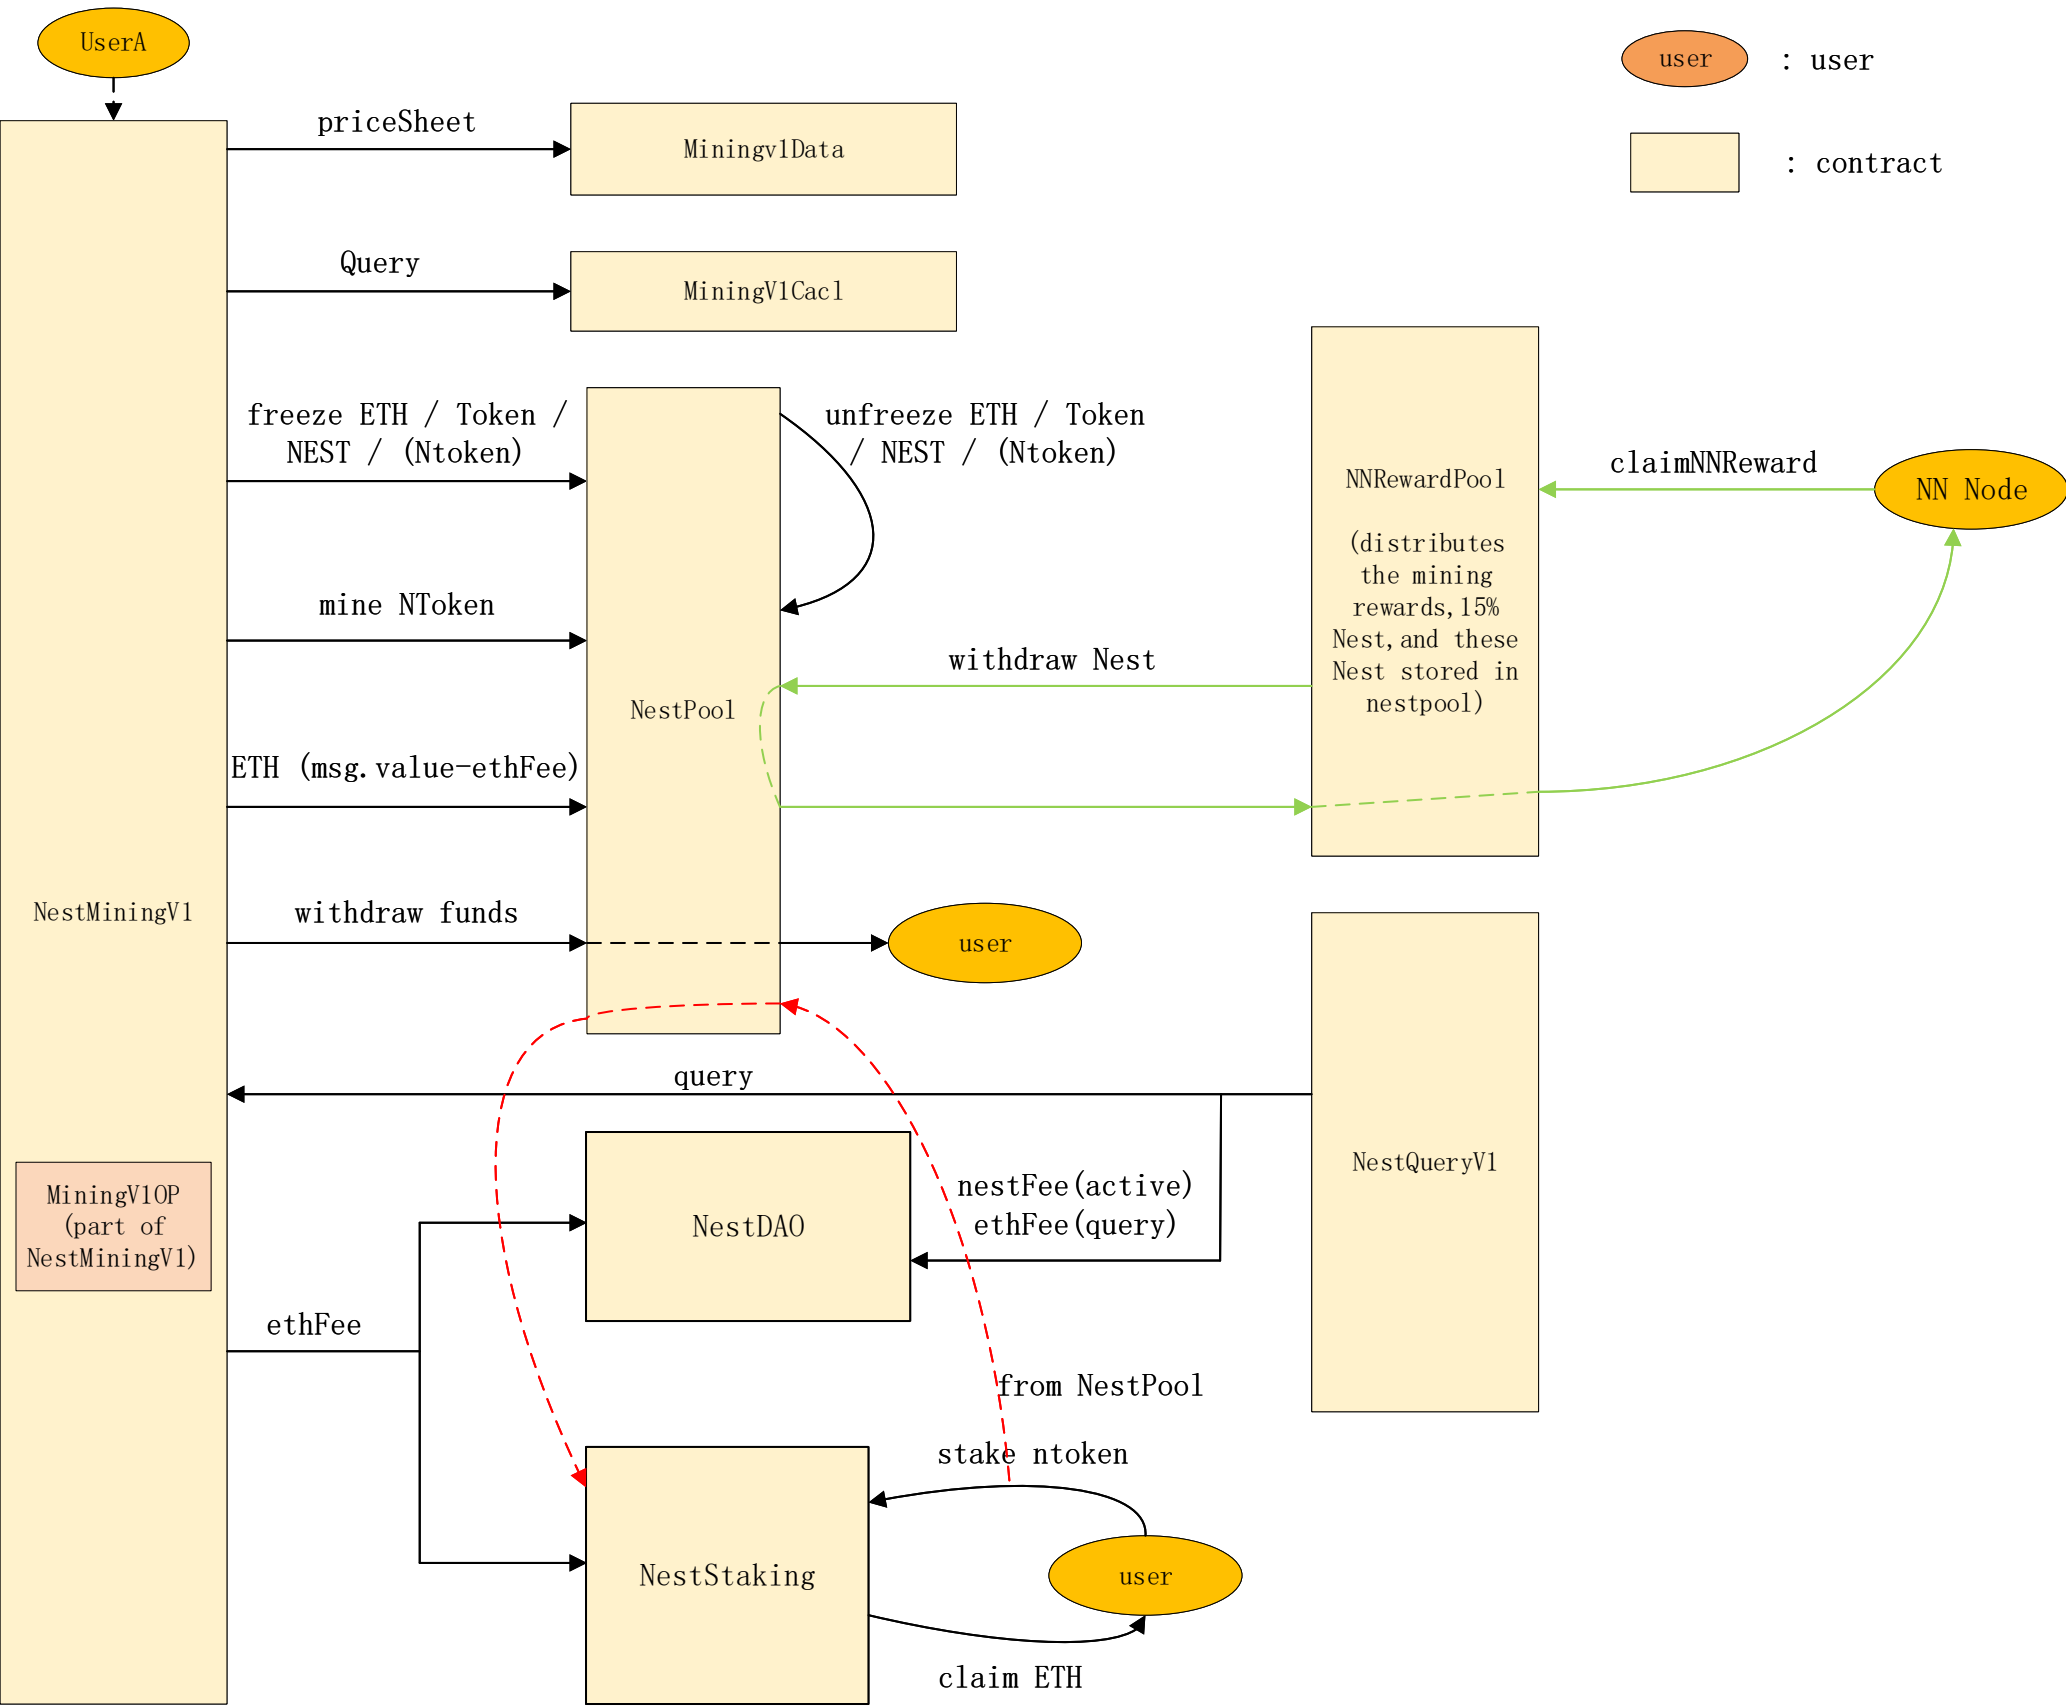 UserA
user
: user
priceSheet
Miningv1Data
: contract
Query
MiningV1Cacl
freeze ETH / Token /
NEST / (Ntoken)
unfreeze ETH / Token
/ NEST / (Ntoken)
NNRewardPool
(distributes
the mining
rewards,15%
Nest,and these
Nest stored in
nestpool)
claimNNReward
NN Node
mine NToken
withdraw Nest
NestPool
ETH (msg.value-ethFee)
NestMiningV1
withdraw funds
user
query
MiningV1OP
(part of
NestMiningV1)
NestDAO
nestFee(active)
ethFee(query)
NestQueryV1
ethFee
from NestPool
stake ntoken
NestStaking
user
claim ETH